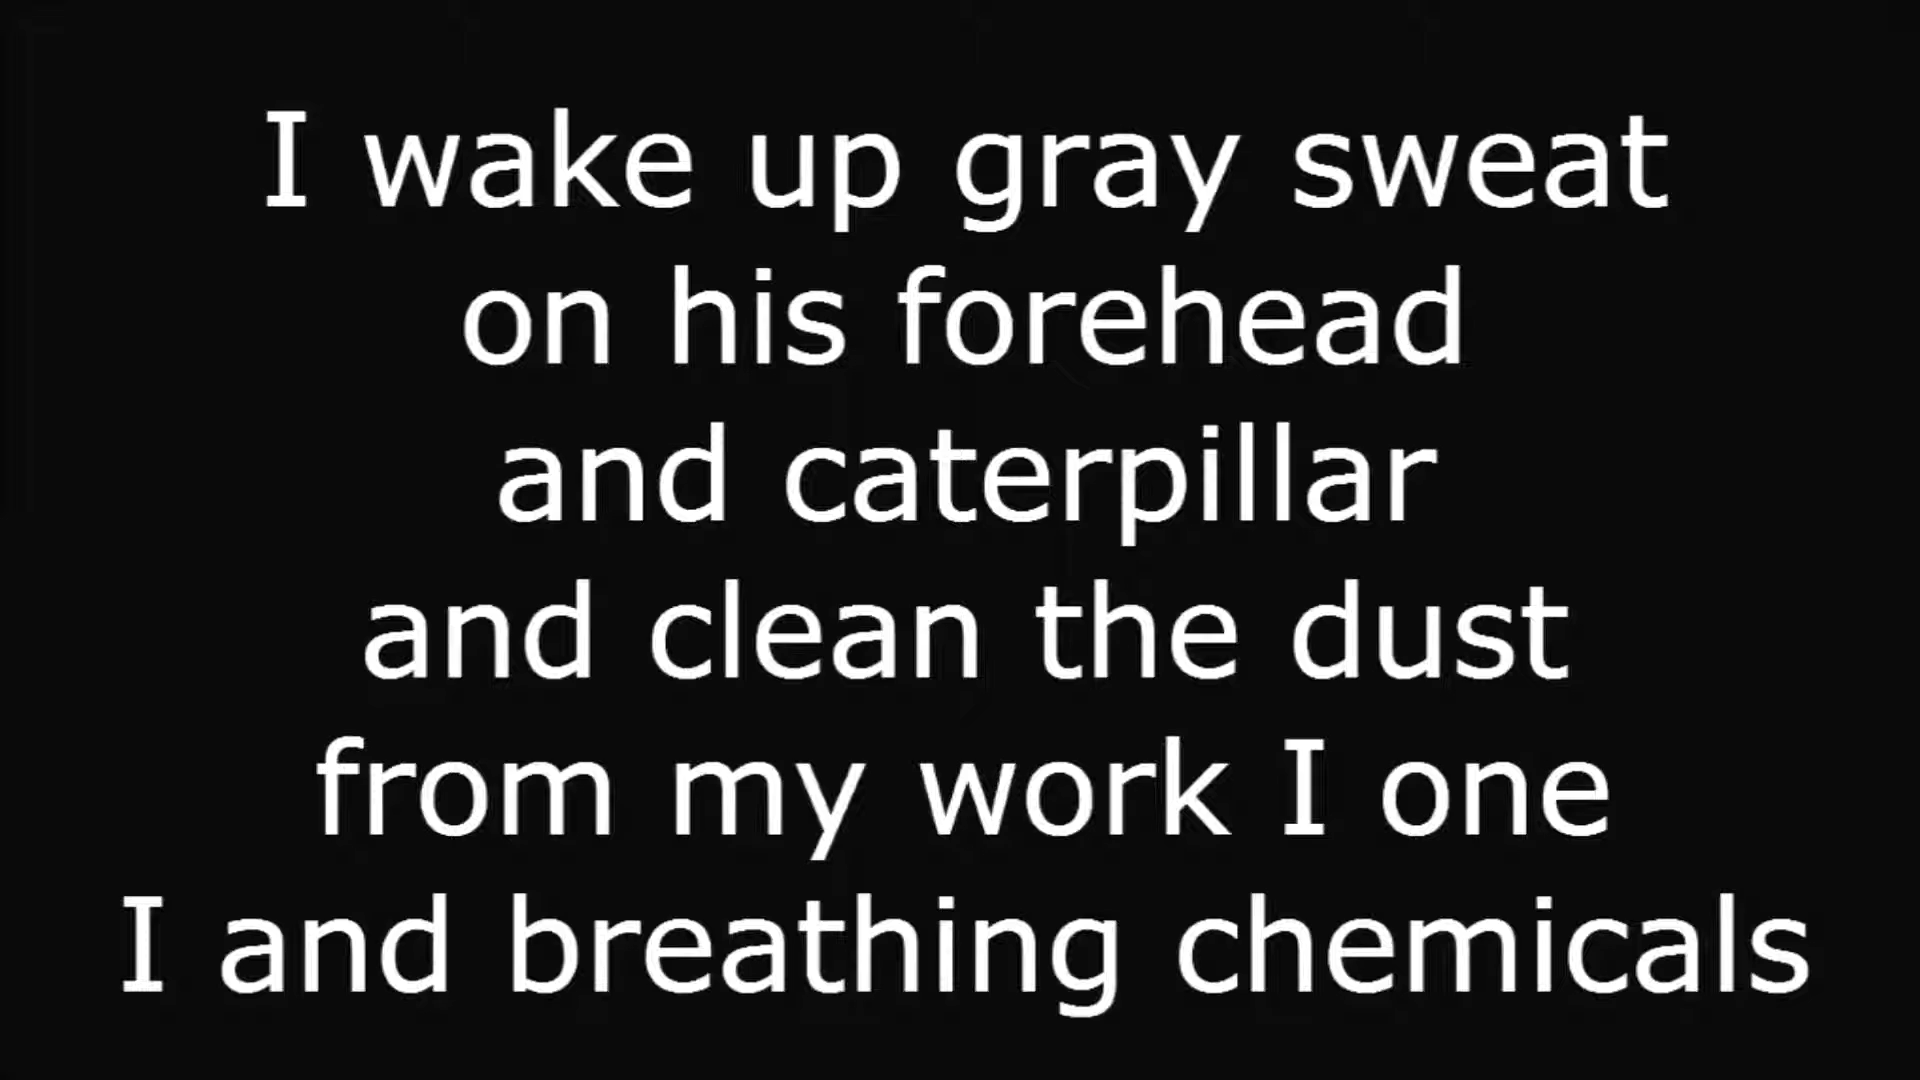 I wake up gray sweat
on his forehead
and caterpillar
and clean the dust
from my work I one
I and breathing chemicals